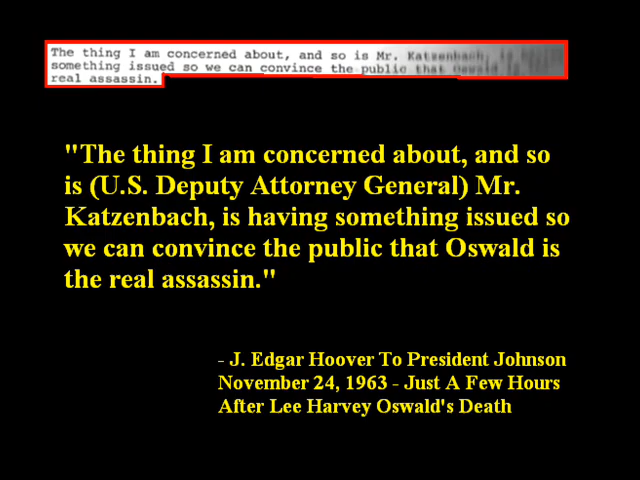 The thing I am concerned about, and so is Mr. Katzenbach, is
something issued so we can convince the public that Oswald is
real assassin.
"The thing I am concerned about, and so
is (U.S. Deputy Attorney General) Mr.
Katzenbach, is having something issued so
we can convince the public that Oswald is
the real assassin."
- J. Edgar Hoover To President Johnson
November 24, 1963 - Just A Few Hours
After Lee Harvey Oswald's Death